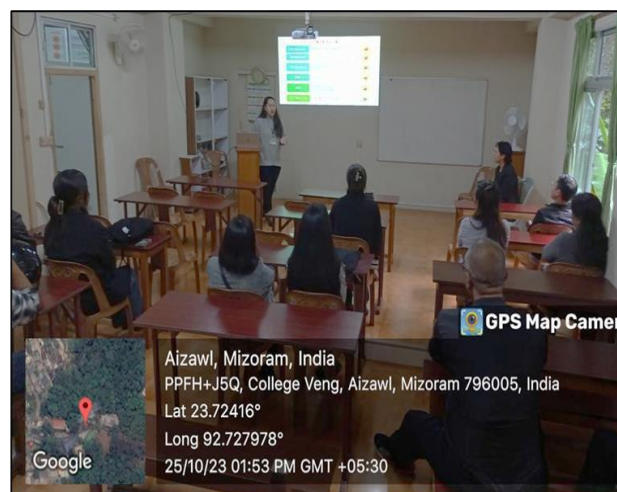 GPS Map Camer
Aizawl, Mizoram, India
PPFH+J5Q, College Veng, Aizawl, Mizoram 796005, India
Lat 23.72416°
Long 92.727978°
25/10/23 01:53 PM GMT +05:30
Google